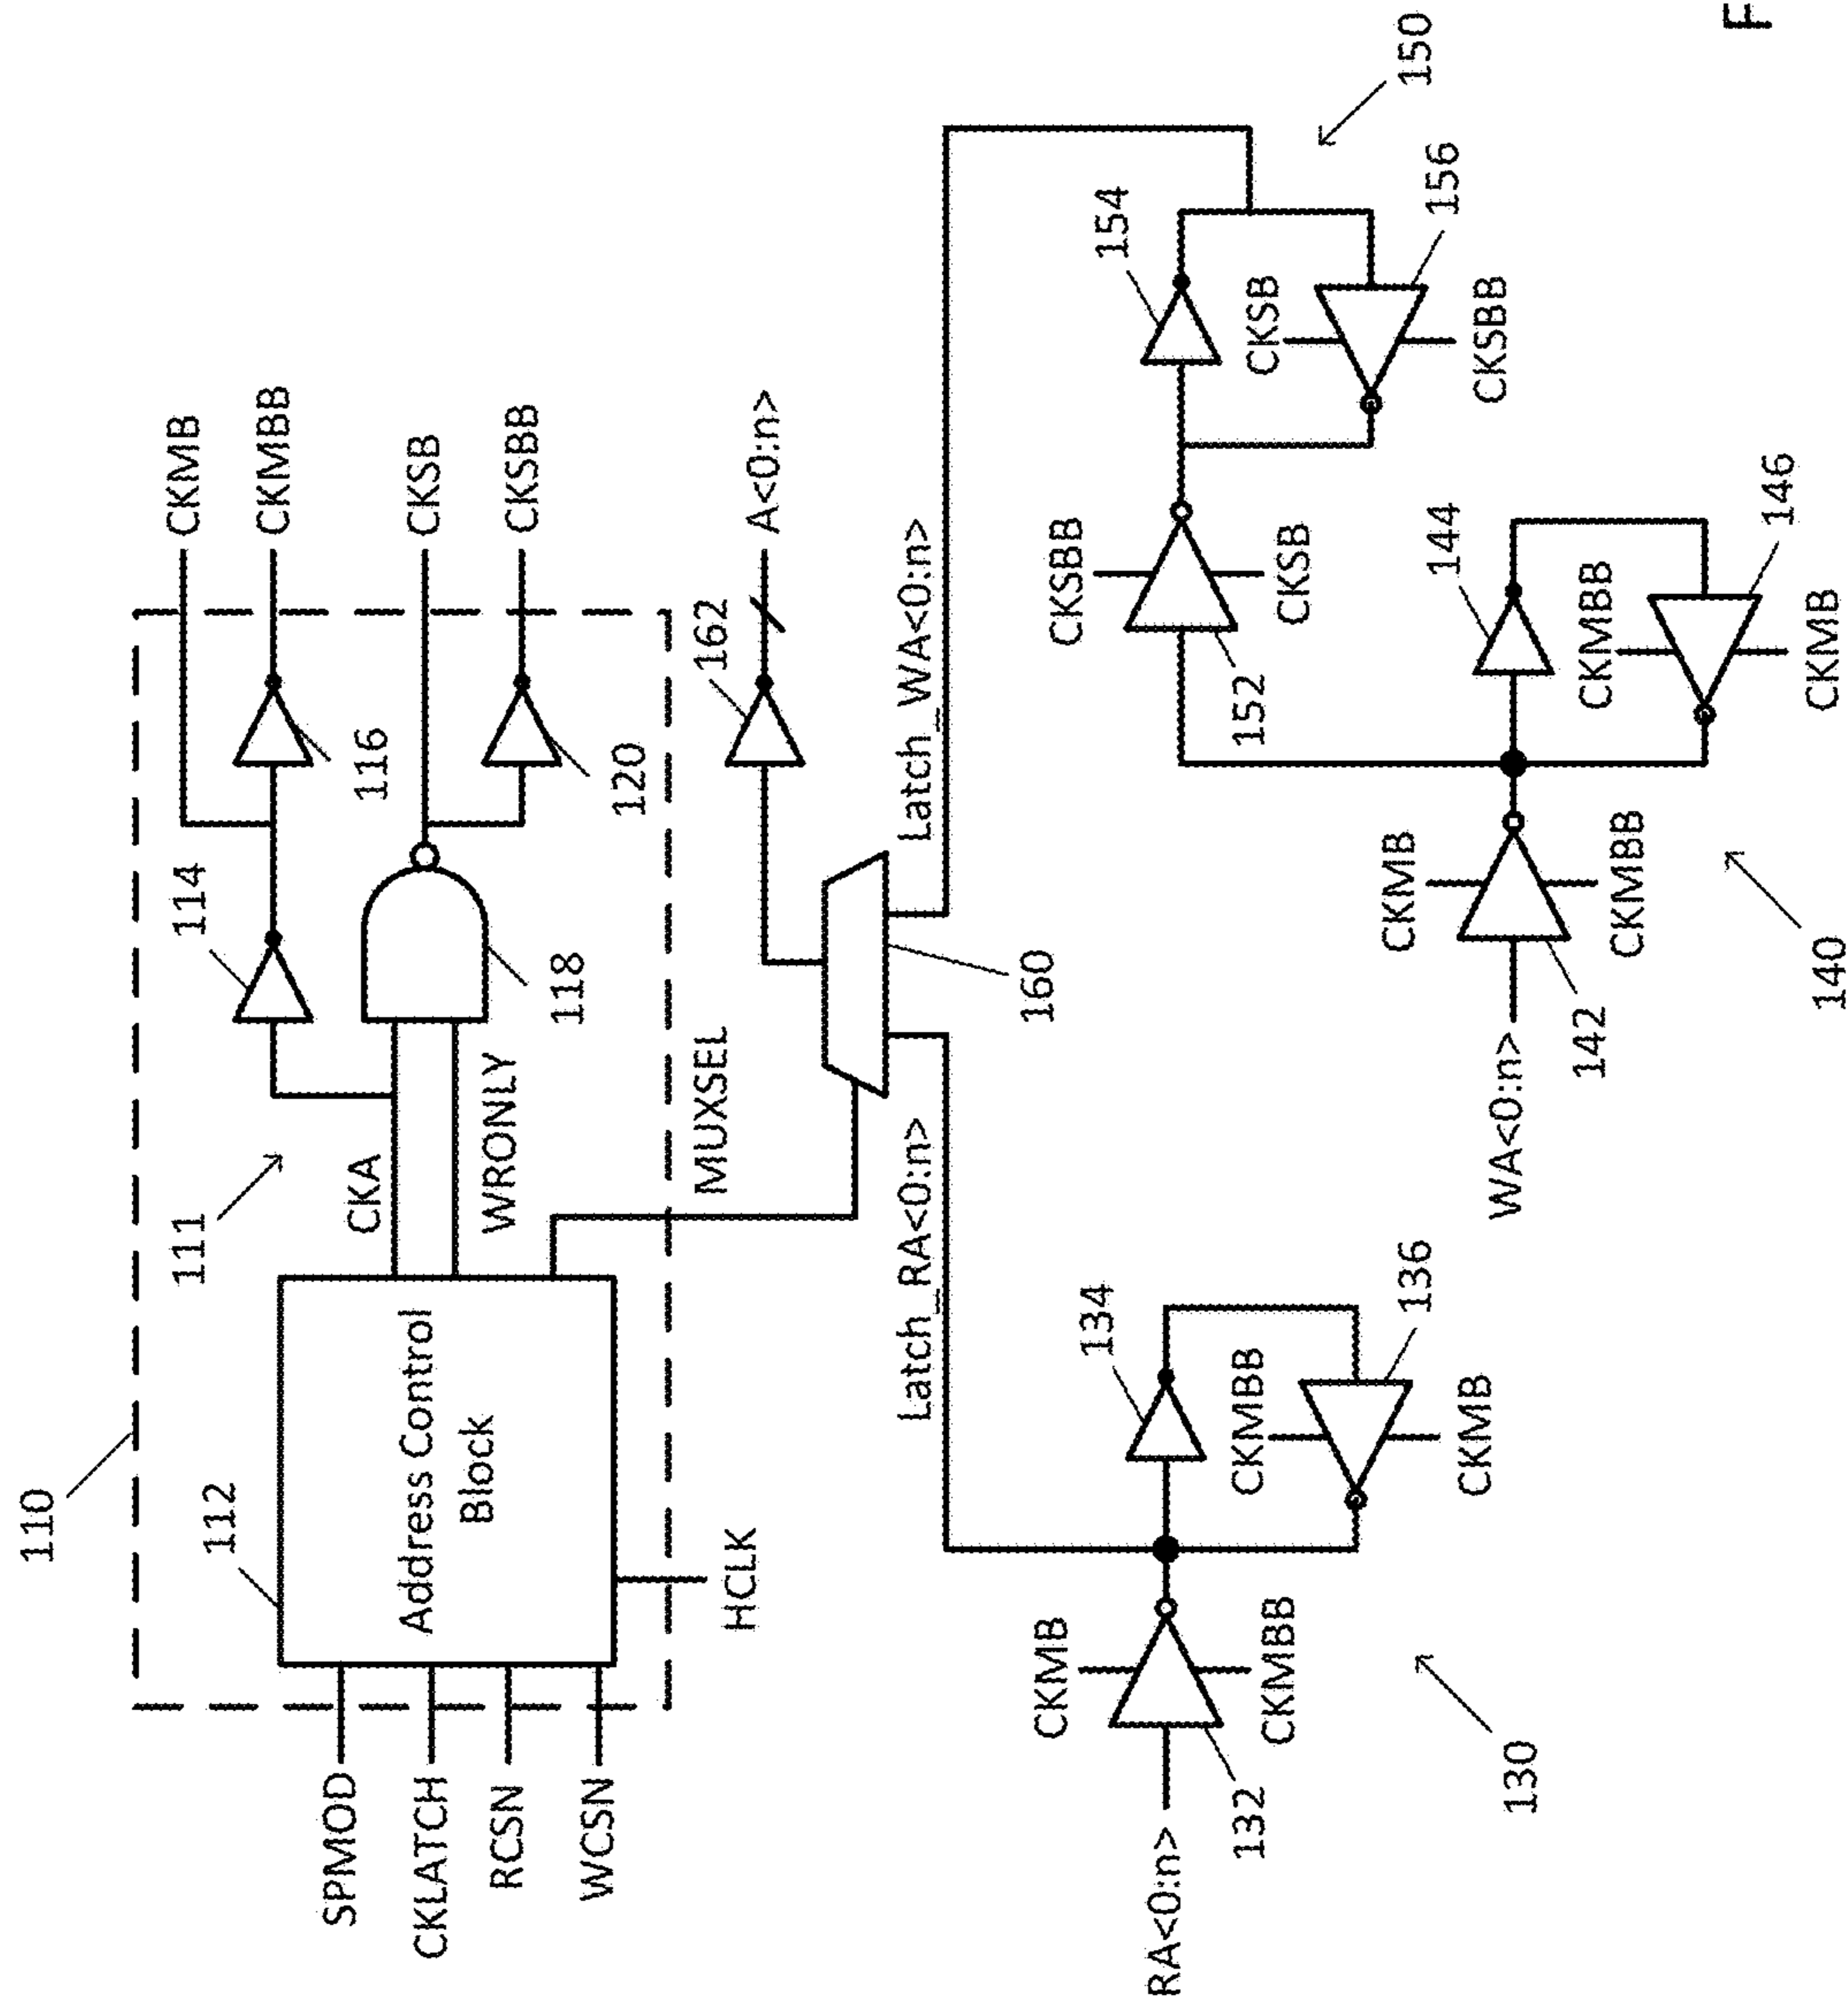 110
112
Address Control
Block
SPMOD
CKLATCH
RCSN
WCSN
HCLK
111
CKA
WRONLY
MUXSEL
114
116
118
120
CKMB
CKMBB
CKSB
CKSBB
162
A<0:n>
160
Latch_RA<0:n>
Latch_WA<0:n>
RA<0:n>
CKMB
132
CKMBB
134
CKMBB
136
CKMB
130
WA<0:n>
CKMB
142
CKMBB
144
CKMBB
146
CKMB
140
CKSBB
152
CKSB
154
CKSB
156
CKSBB
150
F